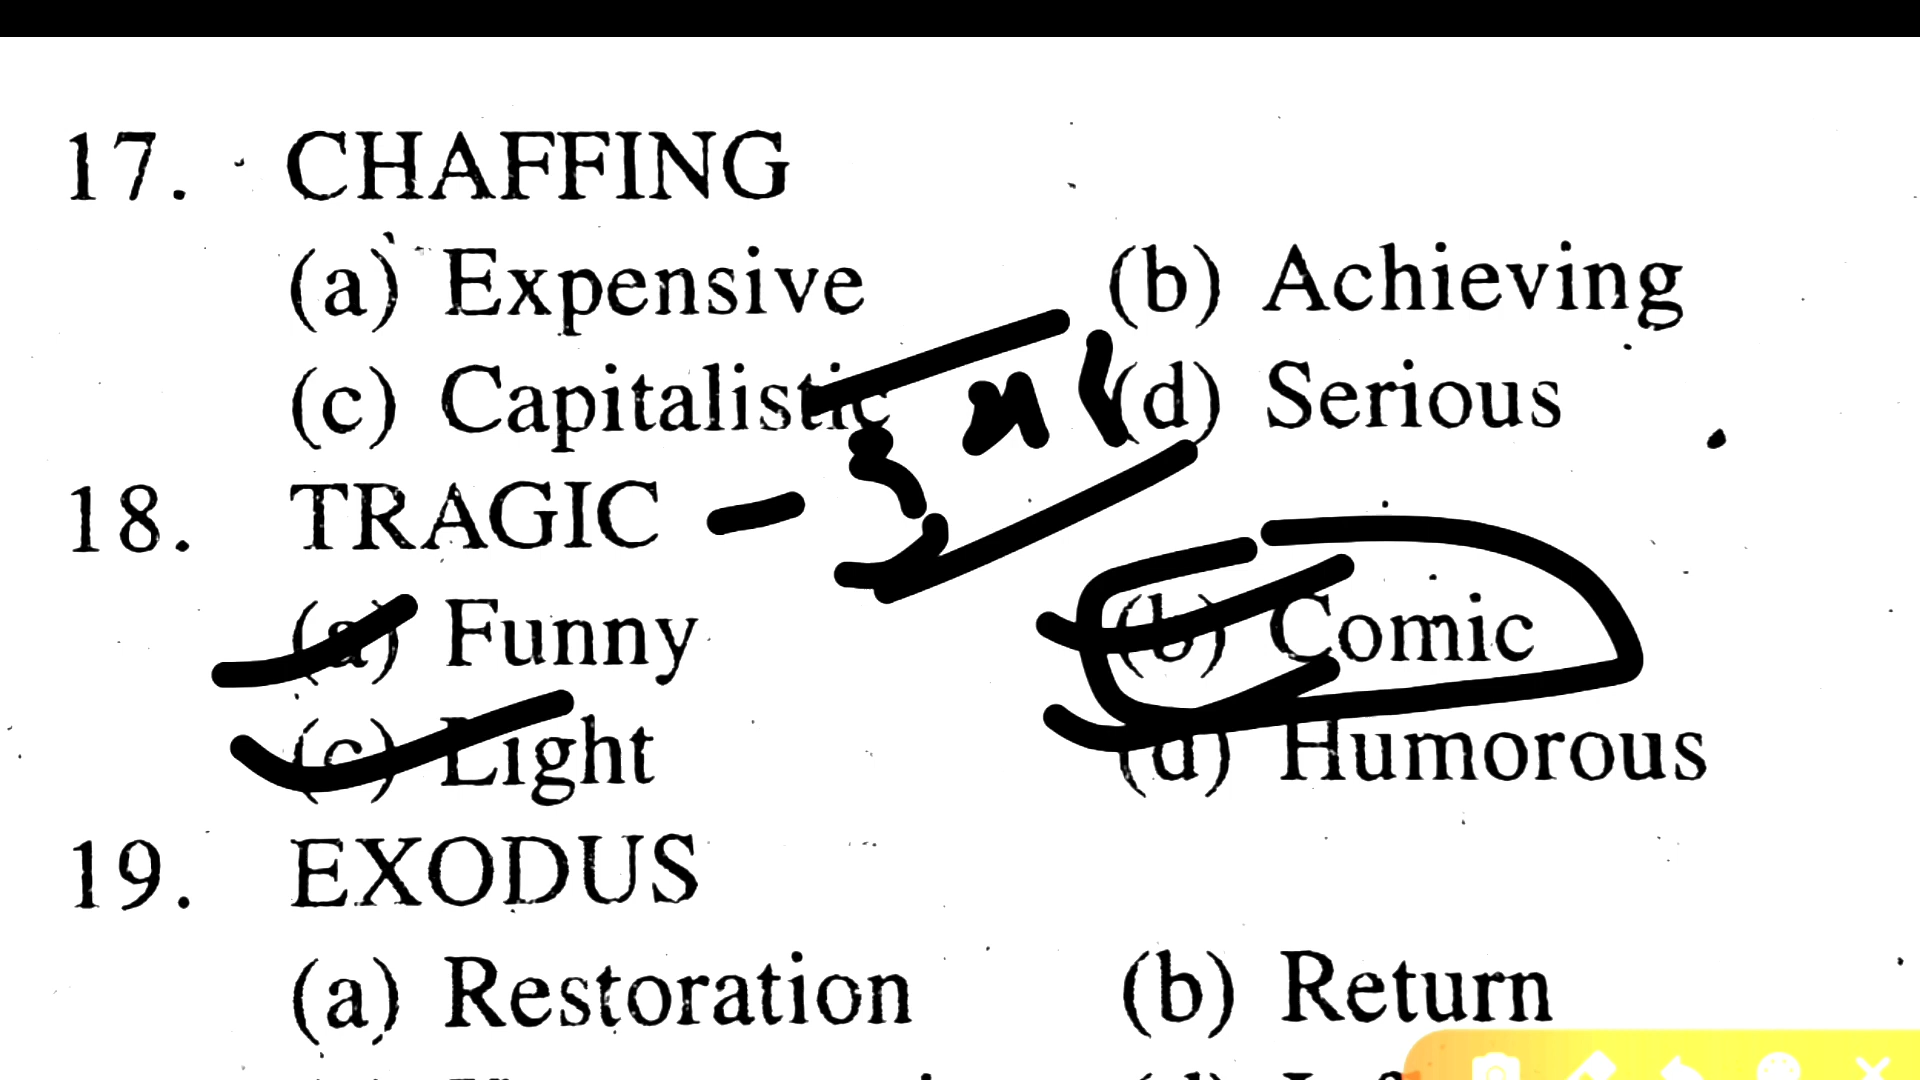 17. CHAFFING
(a) Expensive (b) Achieving
(c) Capitalistic (d) Serious
18. TRAGIC -
(a) Funny (b) Comic
(c) Light (d) Humorous
19. EXODUS
(a) Restoration (b) Return